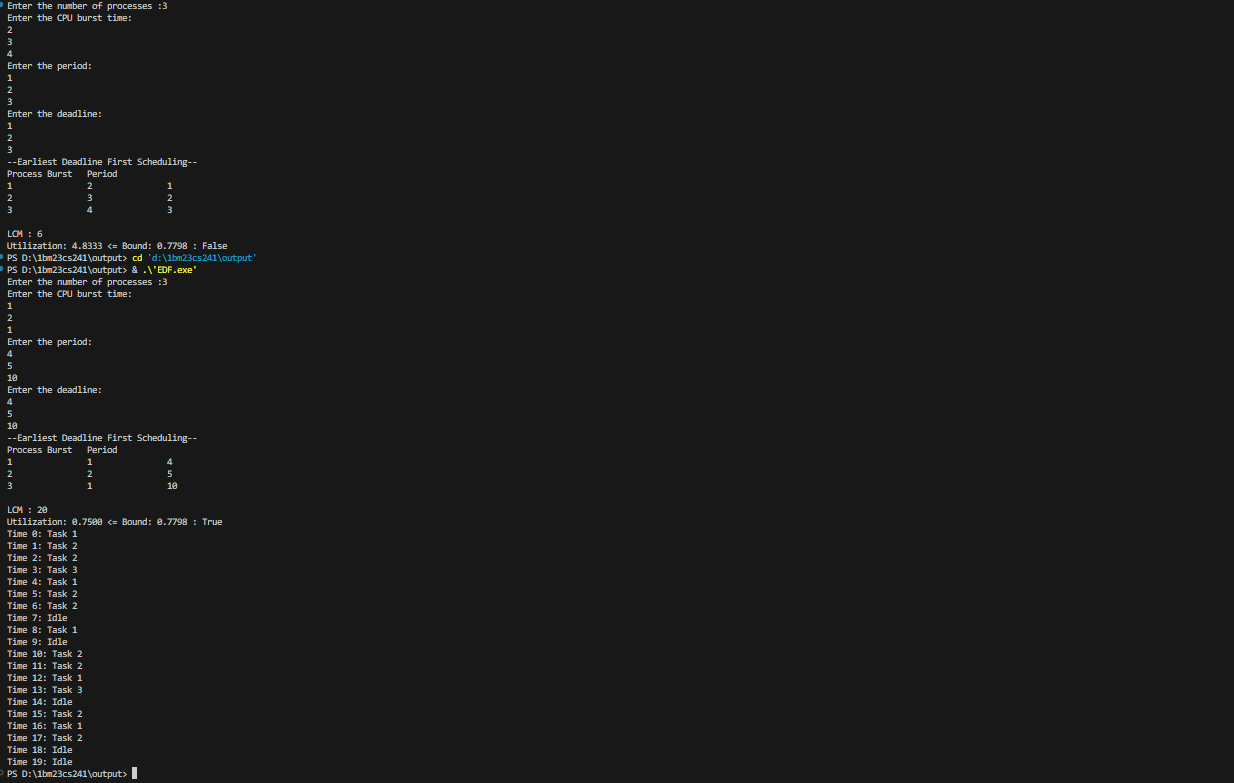 Enter the number of processes :3
Enter the CPU burst time:
2
3
4
Enter the period:
1
2
3
Enter the deadline:
1
2
3
--Earliest Deadline First Scheduling--
Process Burst   Period
1               2               1
2               3               2
3               4               3
LCM : 6
Utilization: 4.8333 <= Bound: 0.7798 : False
PS D:\1bm23cs241\output> cd 'd:\1bm23cs241\output'
PS D:\1bm23cs241\output> & .\'EDF.exe'
Enter the number of processes :3
Enter the CPU burst time:
1
2
1
Enter the period:
4
5
10
Enter the deadline:
4
5
10
--Earliest Deadline First Scheduling--
Process Burst   Period
1               1               4
2               2               5
3               1               10
LCM : 20
Utilization: 0.7500 <= Bound: 0.7798 : True
Time 0: Task 1
Time 1: Task 2
Time 2: Task 2
Time 3: Task 3
Time 4: Task 1
Time 5: Task 2
Time 6: Task 2
Time 7: Idle
Time 8: Task 1
Time 9: Idle
Time 10: Task 2
Time 11: Task 2
Time 12: Task 1
Time 13: Task 3
Time 14: Idle
Time 15: Task 2
Time 16: Task 1
Time 17: Task 2
Time 18: Idle
Time 19: Idle
PS D:\1bm23cs241\output>